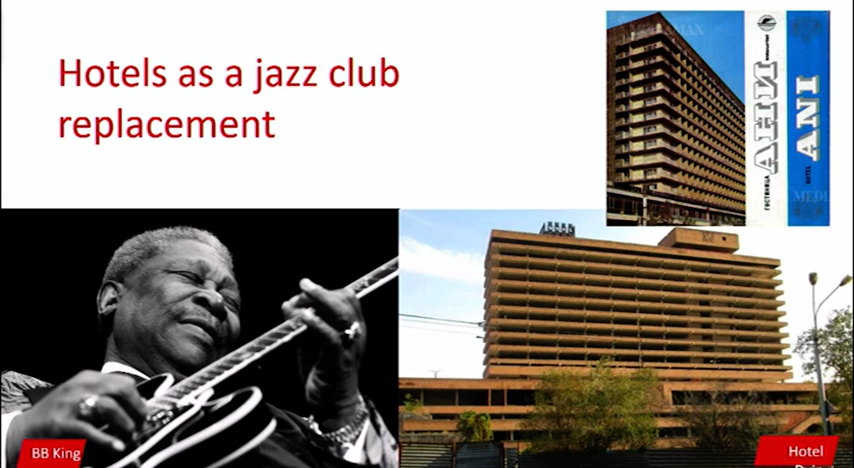 Hotels as a jazz club
replacement
ГОСТИНИЦА
АНИ
HOTEL
ANI
BB King
Hotel